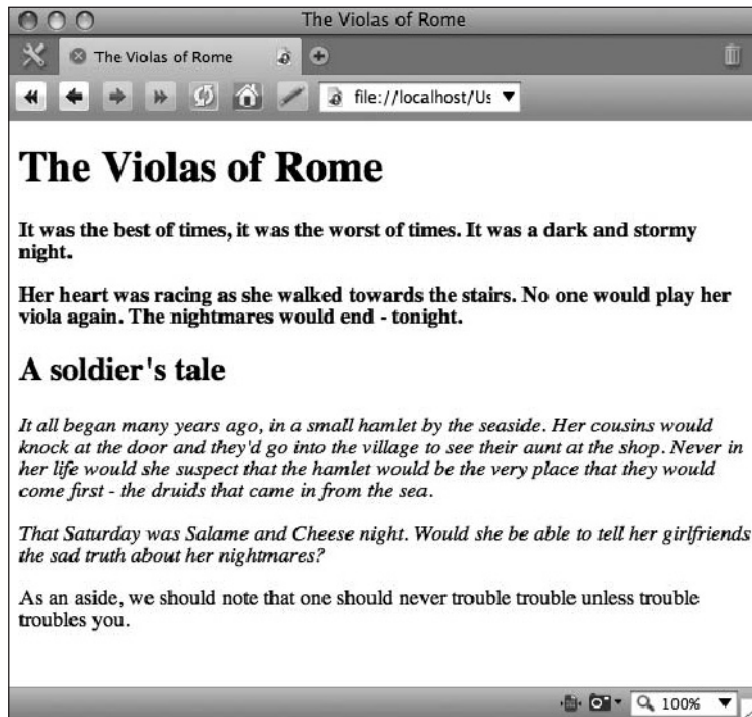 The Violas of Rome
The Violas of Rome
file://localhost/Us
The Violas of Rome
It was the best of times, it was the worst of times. It was a dark and stormy
night.
Her heart was racing as she walked towards the stairs. No one would play her
viola again. The nightmares would end - tonight.
A soldier's tale
It all began many years ago, in a small hamlet by the seaside. Her cousins would
knock at the door and they'd go into the village to see their aunt at the shop. Never in
her life would she suspect that the hamlet would be the very place that they would
come first - the druids that came in from the sea.
That Saturday was Salame and Cheese night. Would she be able to tell her girlfriends
the sad truth about her nightmares?
As an aside, we should note that one should never trouble trouble unless trouble
troubles you.
100%